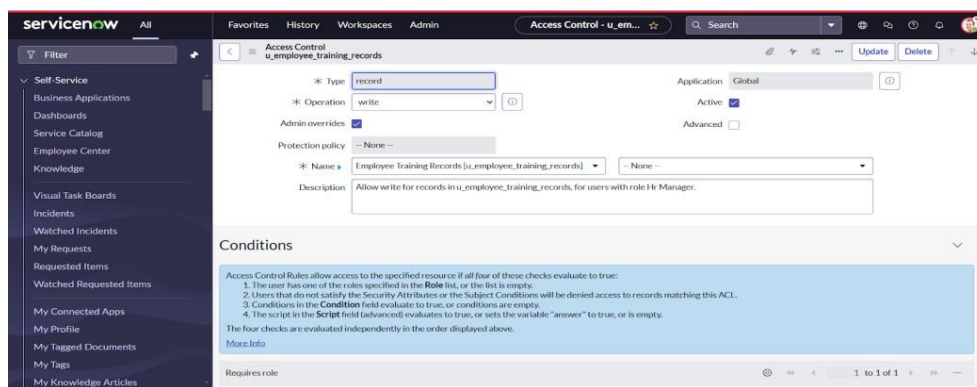 servicenow All Favorites History Workspaces Admin Access Control - u_em... Search
Filter
Access Control
u_employee_training_records
Update Delete
Self-Service
Business Applications
Dashboards
Service Catalog
Employee Center
Knowledge
Visual Task Boards
Incidents
Watched Incidents
My Requests
Requested Items
Watched Requested Items
My Connected Apps
My Profile
My Tagged Documents
My Tags
My Knowledge Articles
* Type record
Application Global
* Operation write
Active
Admin overrides
Advanced
Protection policy -- None --
* Name Employee Training Records [u_employee_training_records] -- None --
Description Allow write for records in u_employee_training_records, for users with role Hr Manager.
Conditions
Access Control Rules allow access to the specified resource if all four of these checks evaluate to true:
1. The user has one of the roles specified in the Role list, or the list is empty.
2. Users that do not satisfy the Security Attributes or the Subject Conditions will be denied access to records matching this ACL.
3. Conditions in the Condition field evaluate to true, or conditions are empty.
4. The script in the Script field (advanced) evaluates to true, or sets the variable "answer" to true, or is empty.
The four checks are evaluated independently in the order displayed above.
More Info
Requires role 1 to 1 of 1